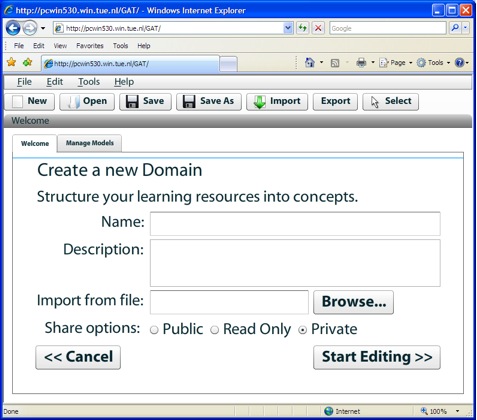 http://pcwin530.win.tue.nl/GAT/ - Windows Internet Explorer
http://pcwin530.win.tue.nl/GAT/ Google
File Edit View Favorites Tools Help
http://pcwin530.win.tue.nl/GAT/ Page Tools
File Edit Tools Help
New Open Save Save As Import Export Select
Welcome
Welcome Manage Models
Create a new Domain
Structure your learning resources into concepts.
Name:
Description:
Import from file: Browse...
Share options: Public Read Only Private
<< Cancel Start Editing >>
Done Internet 100%